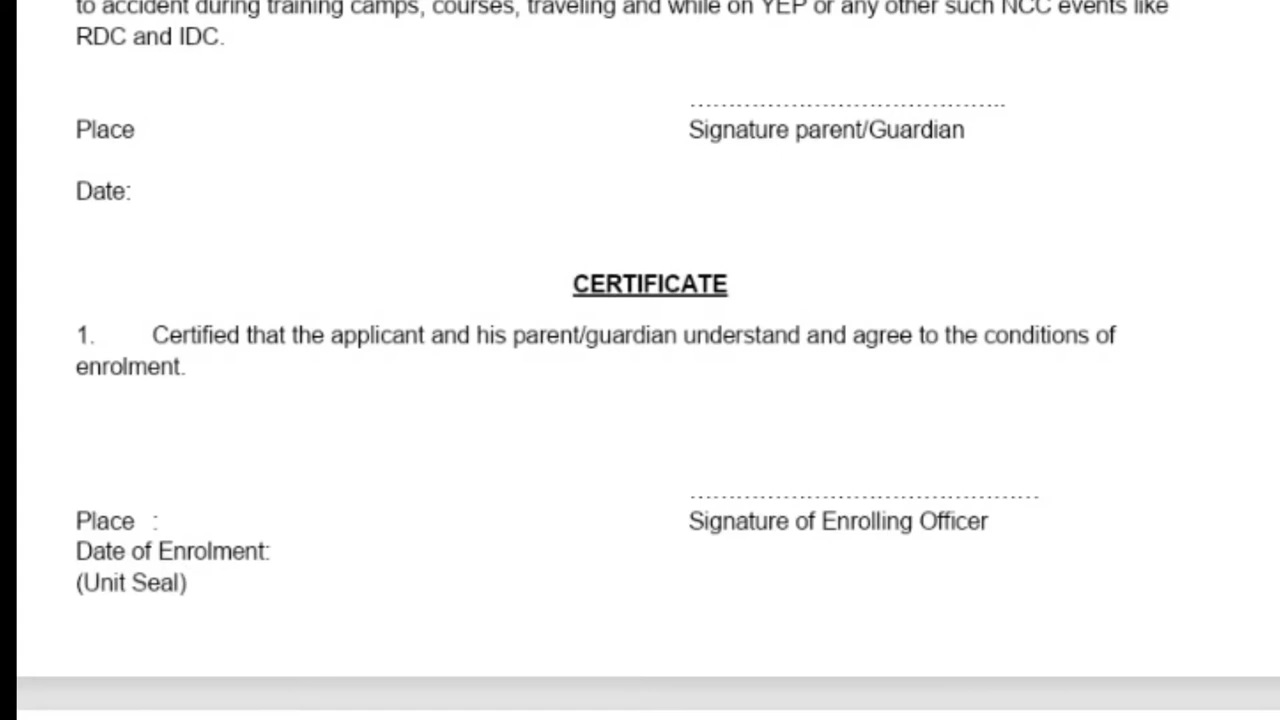 to accident during training camps, courses, traveling and while on YEP or any other such NCC events like
RDC and IDC.
........................................
Place
Signature parent/Guardian
Date:
CERTIFICATE
1. Certified that the applicant and his parent/guardian understand and agree to the conditions of
enrolment.
............................................
Place :
Signature of Enrolling Officer
Date of Enrolment:
(Unit Seal)